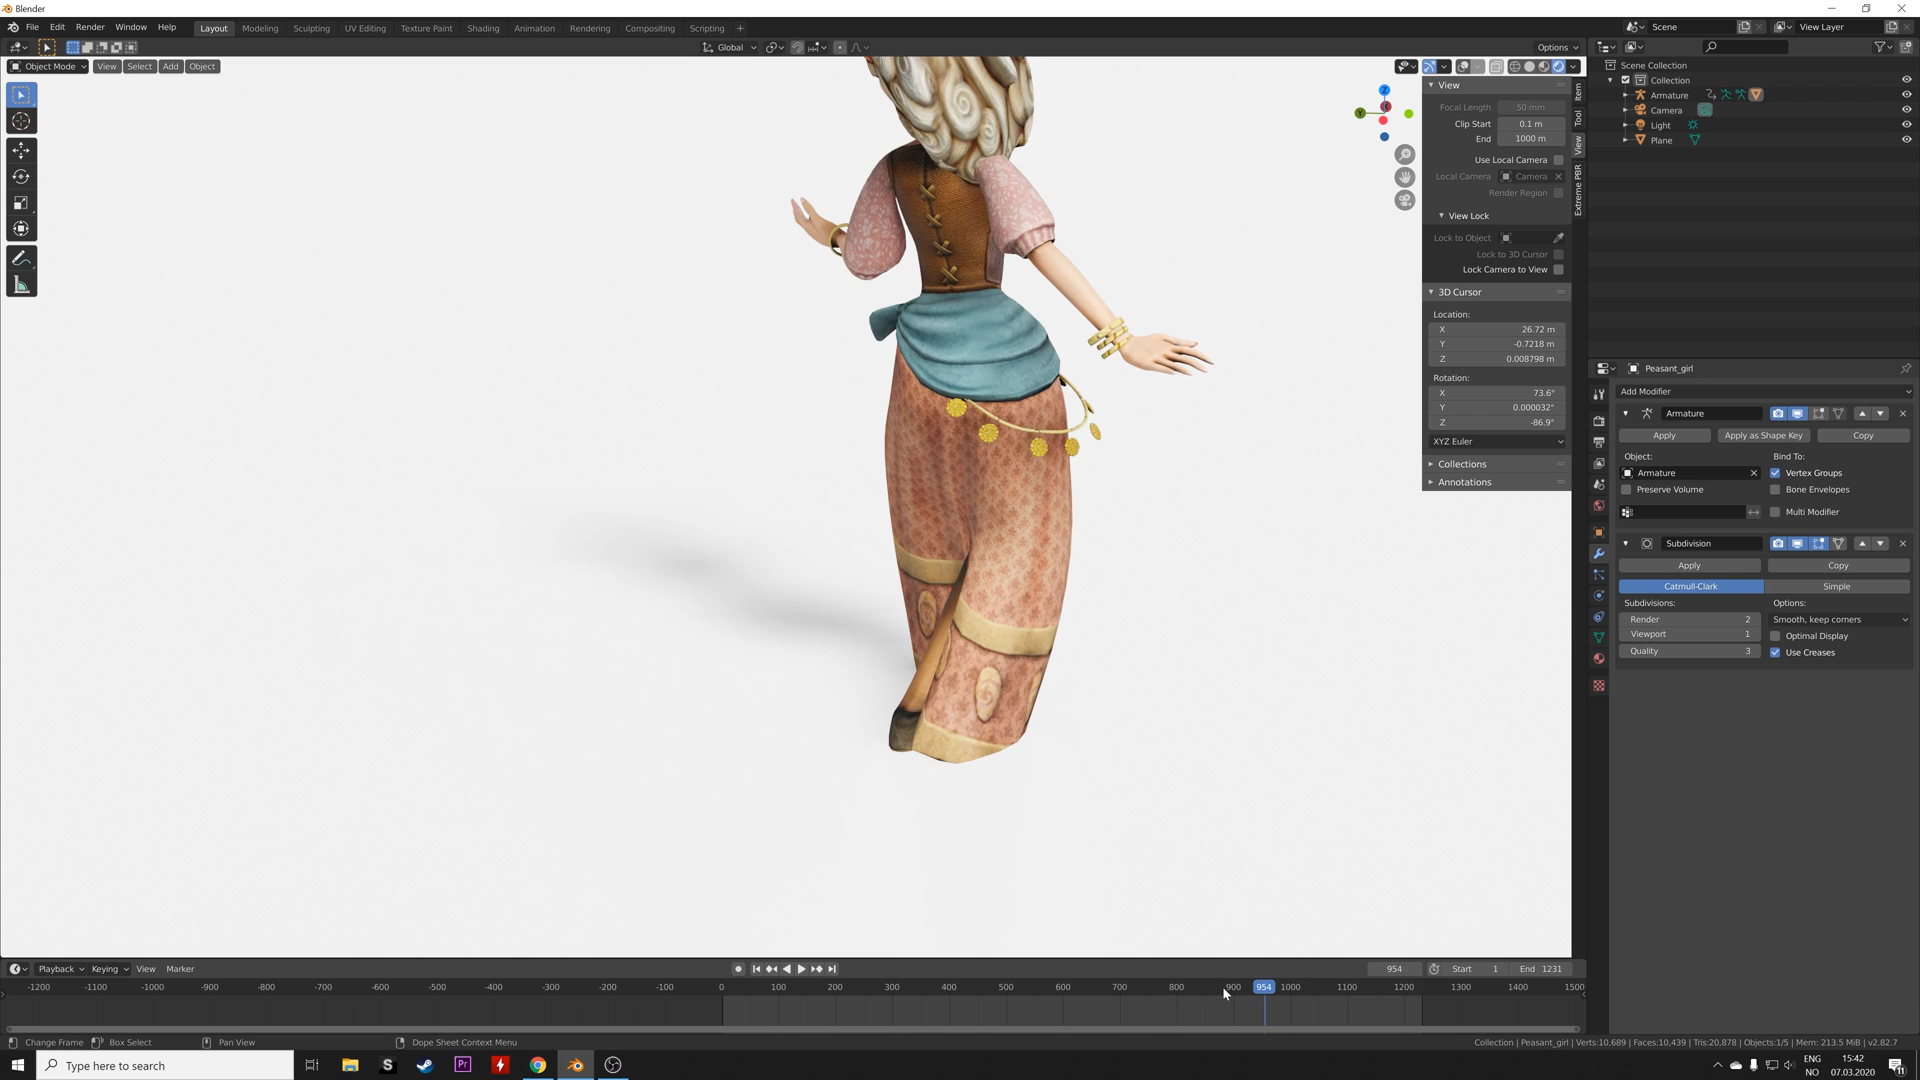 Blender
File Edit Render Window Help Layout Modeling Sculpting UV Editing Texture Paint Shading Animation Rendering Compositing Scripting + Scene View Layer
Global Options
Object Mode View Select Add Object
Scene Collection
Collection
Armature
Camera
Light
Plane
Z
Y
View
Focal Length 50 mm
Clip Start 0.1 m
End 1000 m
Use Local Camera
Local Camera Camera
Render Region
View Lock
Lock to Object
Lock to 3D Cursor
Lock Camera to View
3D Cursor
Location:
X 26.72 m
Y -0.7218 m
Z 0.008798 m
Rotation:
X 73.6°
Y 0.000032°
Z -86.9°
XYZ Euler
Collections
Annotations
Item
Tool
View
Extreme PBR
Peasant_girl
Add Modifier
Armature
Apply Apply as Shape Key Copy
Object: Bind To:
Armature Vertex Groups
Preserve Volume Bone Envelopes
Multi Modifier
Subdivision
Apply Copy
Catmull-Clark Simple
Subdivisions: Options:
Render 2 Smooth, keep corners
Viewport 1 Optimal Display
Quality 3 Use Creases
Playback Keying View Marker 954 Start 1 End 1231
-1200 -1100 -1000 -900 -800 -700 -600 -500 -400 -300 -200 -100 0 100 200 300 400 500 600 700 800 900 954 1000 1100 1200 1300 1400 1500
Change Frame Box Select Pan View Dope Sheet Context Menu Collection | Peasant_girl | Verts:10,689 | Faces:10,439 | Tris:20,878 | Objects:1/5 | Mem: 213.5 MiB | v2.82.7
Type here to search S Pr
ENG 15:42
NO 07.03.2020
11